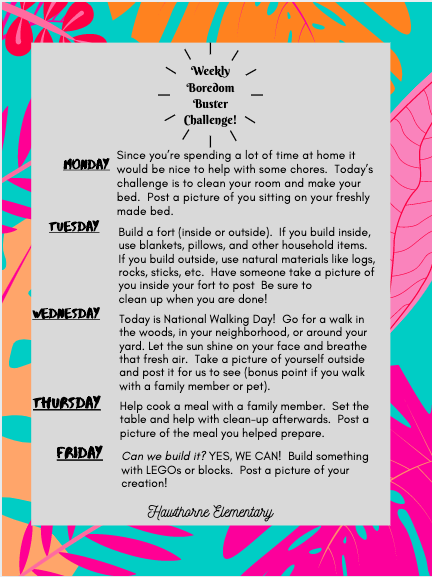 Weekly
Boredom
Buster
Challenge!
MONDAY
Since you're spending a lot of time at home it
would be nice to help with some chores. Today's
challenge is to clean your room and make your
bed. Post a picture of you sitting on your freshly
made bed.
TUESDAY
Build a fort (inside or outside). If you build inside,
use blankets, pillows, and other household items.
If you build outside, use natural materials like logs,
rocks, sticks, etc. Have someone take a picture of
you inside your fort to post Be sure to
clean up when you are done!
WEDNESDAY
Today is National Walking Day! Go for a walk in
the woods, in your neighborhood, or around your
yard. Let the sun shine on your face and breathe
that fresh air. Take a picture of yourself outside
and post it for us to see (bonus point if you walk
with a family member or pet).
THURSDAY
Help cook a meal with a family member. Set the
table and help with clean-up afterwards. Post a
picture of the meal you helped prepare.
FRIDAY
Can we build it? YES, WE CAN! Build something
with LEGOs or blocks. Post a picture of your
creation!
Hawthorne Elementary